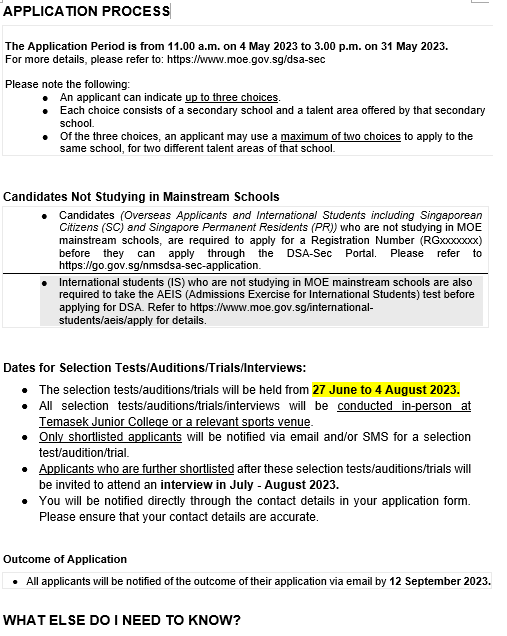 APPLICATION PROCESS
The Application Period is from 11.00 a.m. on 4 May 2023 to 3.00 p.m. on 31 May 2023.
For more details, please refer to: https://www.moe.gov.sg/dsa-sec
Please note the following:
● An applicant can indicate up to three choices.
● Each choice consists of a secondary school and a talent area offered by that secondary
school.
● Of the three choices, an applicant may use a maximum of two choices to apply to the
same school, for two different talent areas of that school.
Candidates Not Studying in Mainstream Schools
● Candidates (Overseas Applicants and International Students including Singaporean
Citizens (SC) and Singapore Permanent Residents (PR)) who are not studying in MOE
mainstream schools, are required to apply for a Registration Number (RGxxxxxxx)
before they can apply through the DSA-Sec Portal. Please refer to
https://go.gov.sg/nmsdsa-sec-application.
● International students (IS) who are not studying in MOE mainstream schools are also
required to take the AEIS (Admissions Exercise for International Students) test before
applying for DSA. Refer to https://www.moe.gov.sg/international-
students/aeis/apply for details.
Dates for Selection Tests/Auditions/Trials/Interviews:
● The selection tests/auditions/trials will be held from 27 June to 4 August 2023.
● All selection tests/auditions/trials/interviews will be conducted in-person at
Temasek Junior College or a relevant sports venue.
● Only shortlisted applicants will be notified via email and/or SMS for a selection
test/audition/trial.
● Applicants who are further shortlisted after these selection tests/auditions/trials will
be invited to attend an interview in July - August 2023.
● You will be notified directly through the contact details in your application form.
Please ensure that your contact details are accurate.
Outcome of Application
● All applicants will be notified of the outcome of their application via email by 12 September 2023.
WHAT ELSE DO I NEED TO KNOW?